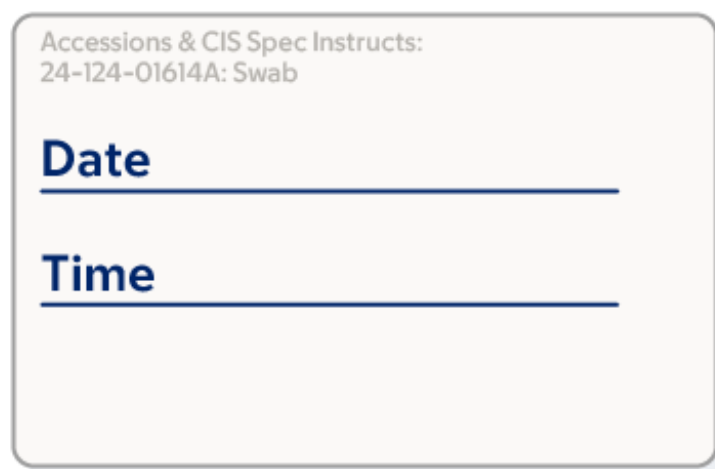 Accessions & CIS Spec Instructs:
24-124-01614A: Swab
Date
Time